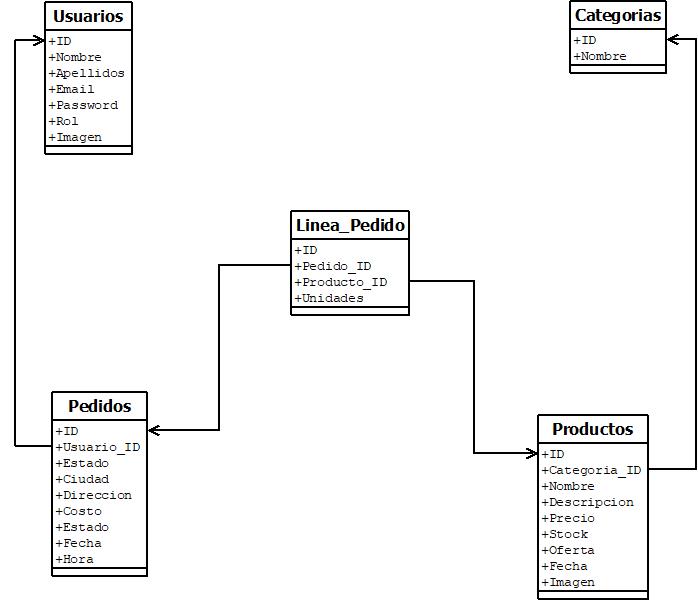 Usuarios
+ID
+Nombre
+Apellidos
+Email
+Password
+Rol
+Imagen
Categorias
+ID
+Nombre
Linea_Pedido
+ID
+Pedido_ID
+Producto_ID
+Unidades
Pedidos
+ID
+Usuario_ID
+Estado
+Ciudad
+Direccion
+Costo
+Estado
+Fecha
+Hora
Productos
+ID
+Categoria_ID
+Nombre
+Descripcion
+Precio
+Stock
+Oferta
+Fecha
+Imagen